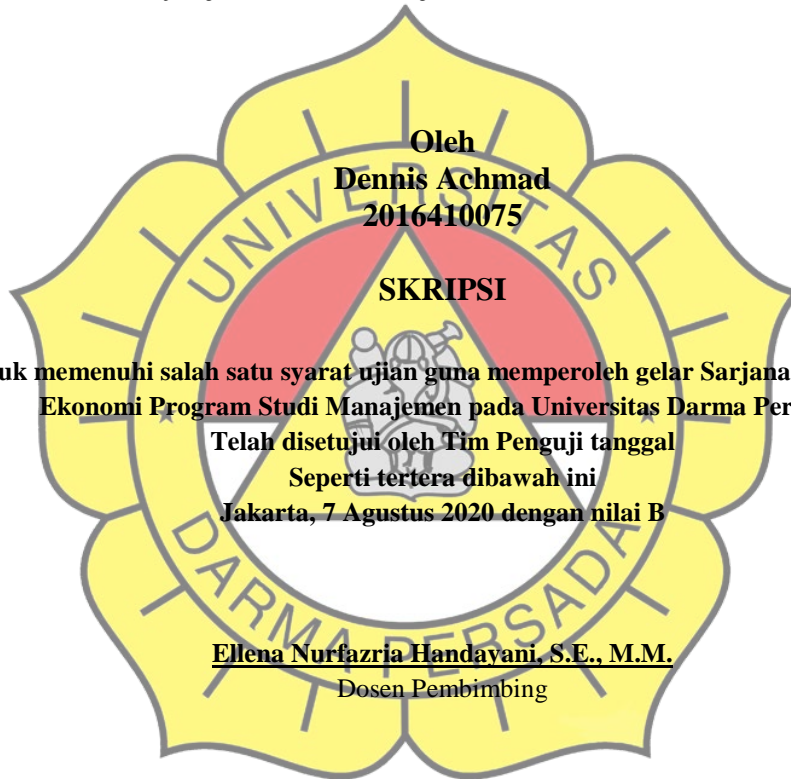 Oleh
Dennis Achmad
2016410075
SKRIPSI
memenuhi salah satu syarat ujian guna memperoleh gelar Sarjana
Ekonomi Program Studi Manajemen pada Universitas Darma
Telah disetujui oleh Tim Penguji tanggal
Seperti tertera dibawah ini
Jakarta, 7 Agustus 2020 dengan nilai B
Ellena Nurfazria Handayani, S.E., M.M.
Dosen Pembimbing
UNIVERSITAS
DARMA PERSADA